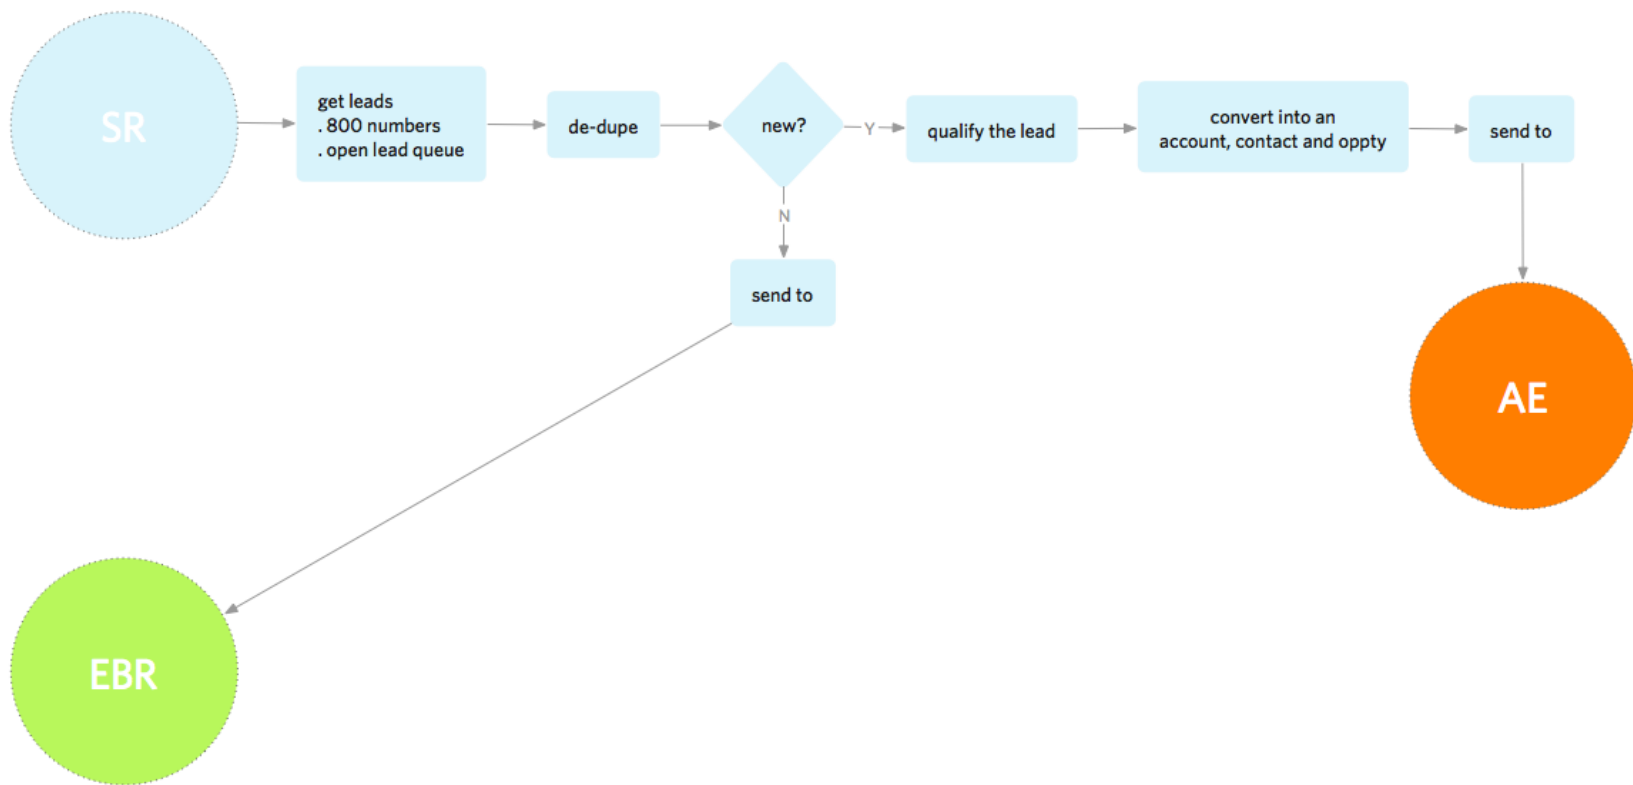 SR
get leads
. 800 numbers
. open lead queue
de-dupe
new?
Y
qualify the lead
convert into an
account, contact and oppty
send to
N
send to
AE
EBR